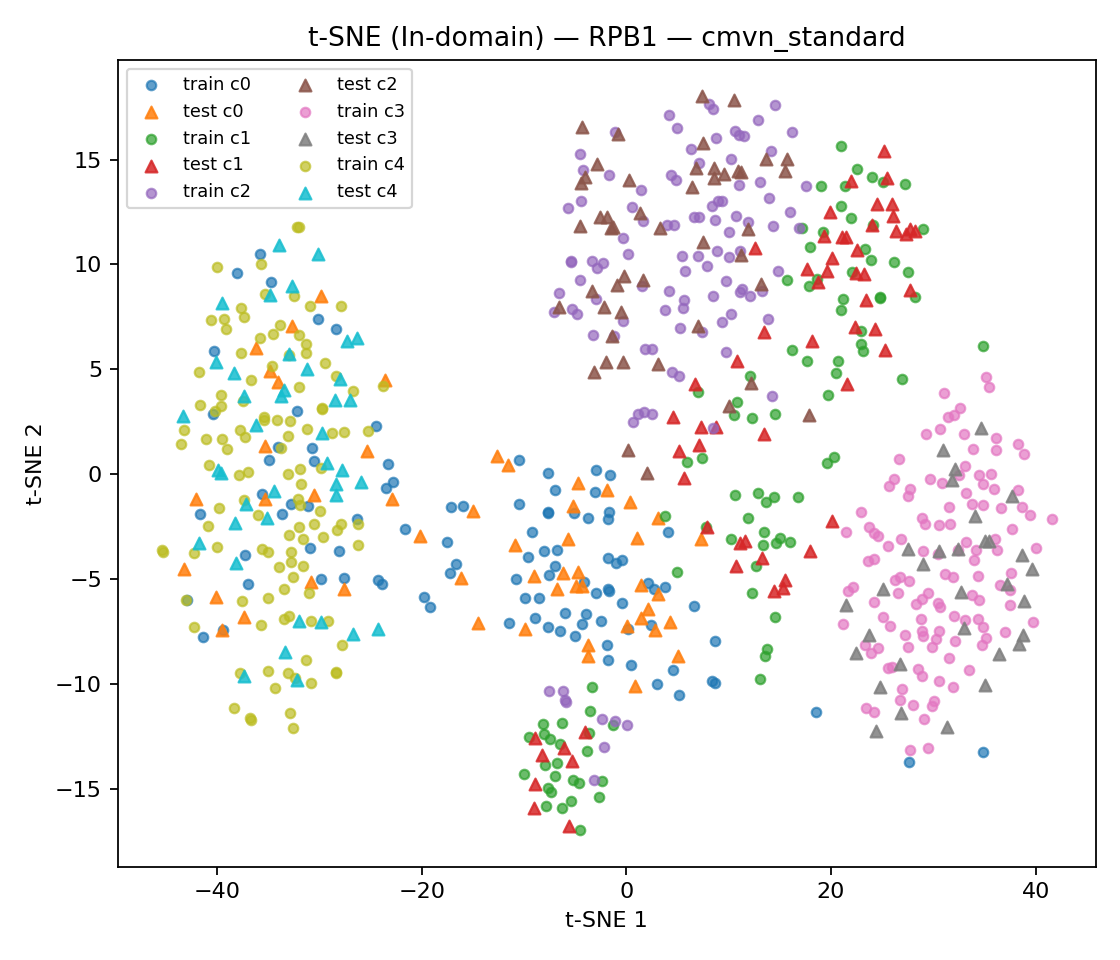 t-SNE (In-domain) — RPB1 — cmvn_standard
train c0
test c0
train c1
test c1
train c2
test c2
train c3
test c3
train c4
test c4
15
10
5
0
−5
−10
−15
t-SNE 2
−40
−20
0
20
40
t-SNE 1